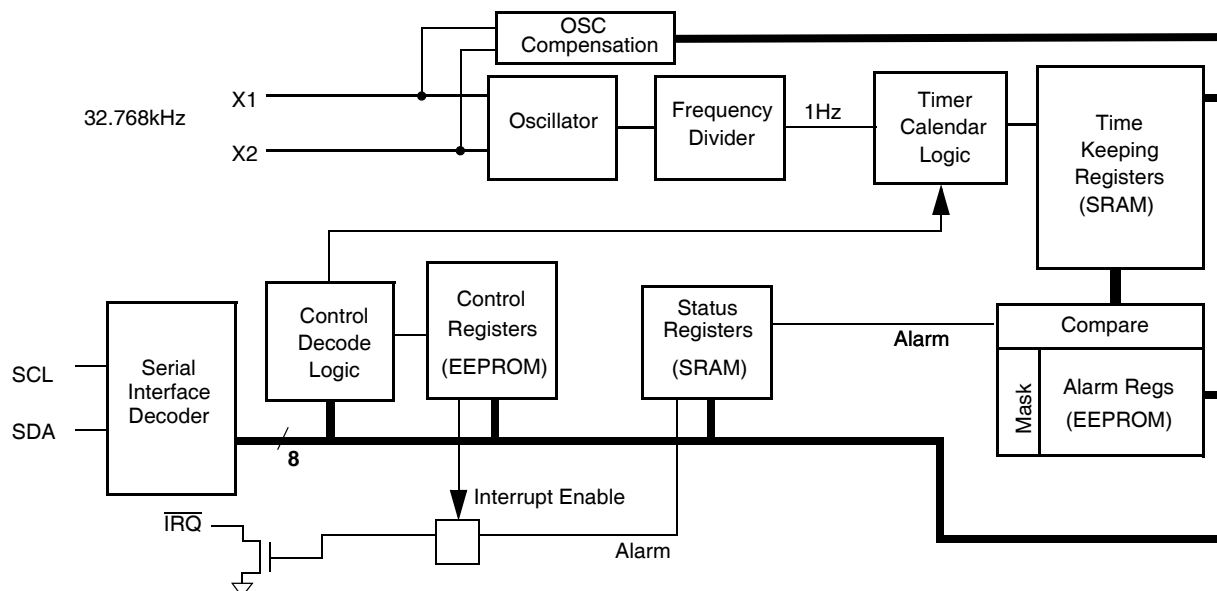 OSC
Compensation
32.768kHz
X1
X2
Oscillator
Frequency
Divider
1Hz
Timer
Calendar
Logic
Time
Keeping
Registers
(SRAM)
Control
Decode
Logic
Control
Registers
(EEPROM)
Status
Registers
(SRAM)
Alarm
Compare
Mask
Alarm Regs
(EEPROM)
SCL
SDA
Serial
Interface
Decoder
8
Interrupt Enable
IRQ
Alarm